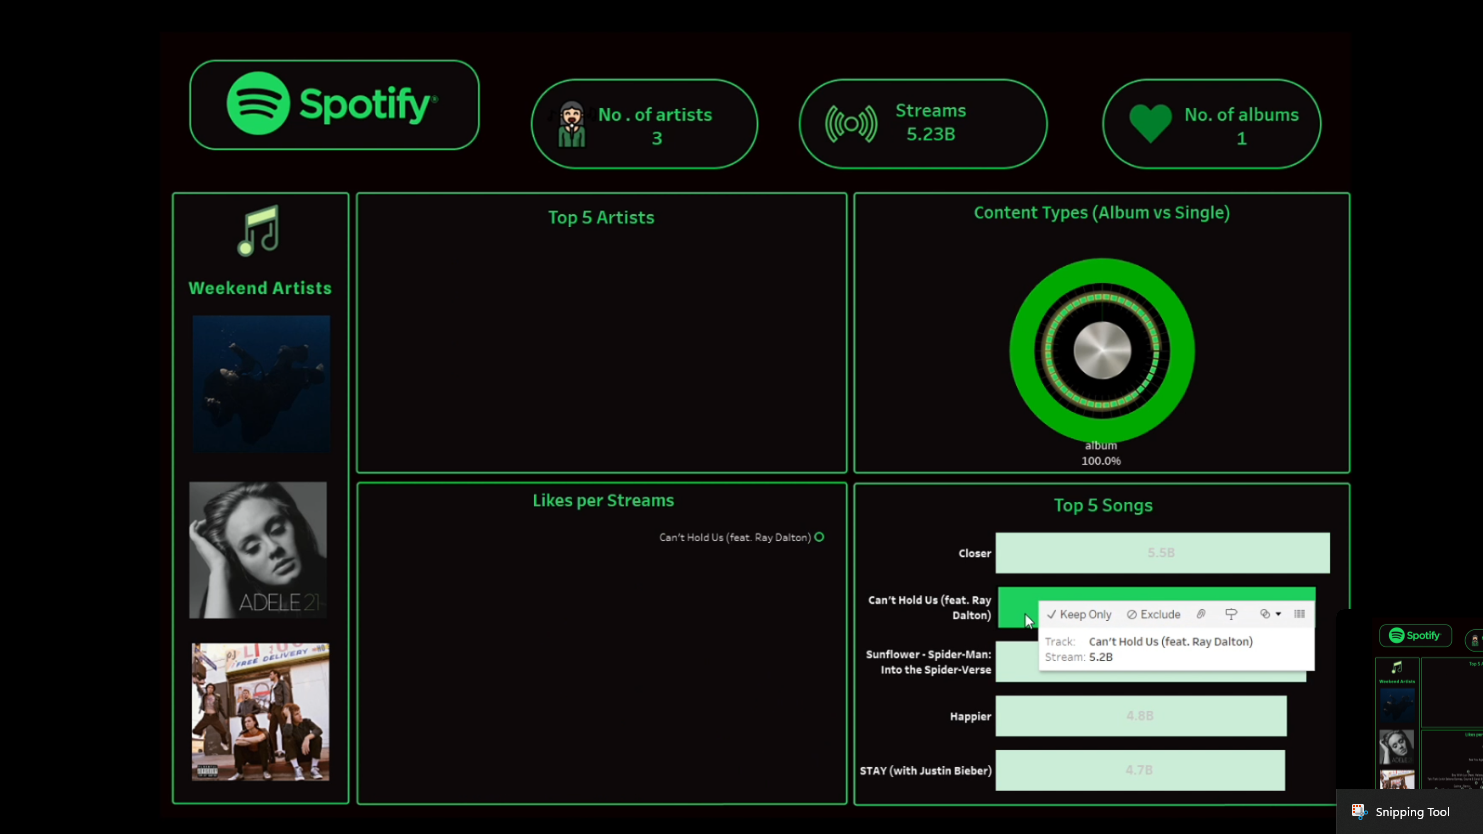 Spotify®
No . of artists
3
Streams
5.23B
No. of albums
1
Weekend Artists
ADELE 21
FREE DELIVERY
Top 5 Artists
Content Types (Album vs Single)
album
100.0%
Likes per Streams
Can't Hold Us (feat. Ray Dalton)
Top 5 Songs
Closer
5.5B
Can't Hold Us (feat. Ray
Dalton)
Keep Only
Exclude
Track: Can't Hold Us (feat. Ray Dalton)
Stream: 5.2B
Sunflower - Spider-Man:
Into the Spider-Verse
Happier
4.8B
STAY (with Justin Bieber)
4.7B
Spotify
Weekend Artists
Snipping Tool